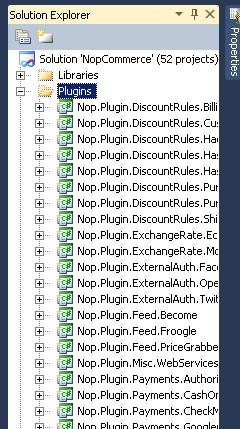 Solution Explorer
Properties
Solution 'NopCommerce' (52 projects)
Libraries
Plugins
Nop.Plugin.DiscountRules.Billi
Nop.Plugin.DiscountRules.Cus
Nop.Plugin.DiscountRules.Had
Nop.Plugin.DiscountRules.Has
Nop.Plugin.DiscountRules.Has
Nop.Plugin.DiscountRules.Pur
Nop.Plugin.DiscountRules.Pur
Nop.Plugin.DiscountRules.Shi
Nop.Plugin.ExchangeRate.Ec
Nop.Plugin.ExchangeRate.Mc
Nop.Plugin.ExternalAuth.Face
Nop.Plugin.ExternalAuth.Ope
Nop.Plugin.ExternalAuth.Twit
Nop.Plugin.Feed.Become
Nop.Plugin.Feed.Froogle
Nop.Plugin.Feed.PriceGrabbe
Nop.Plugin.Misc.WebServices
Nop.Plugin.Payments.Authori
Nop.Plugin.Payments.CashOn
Nop.Plugin.Payments.CheckM
Nop.Plugin.Payments.Google